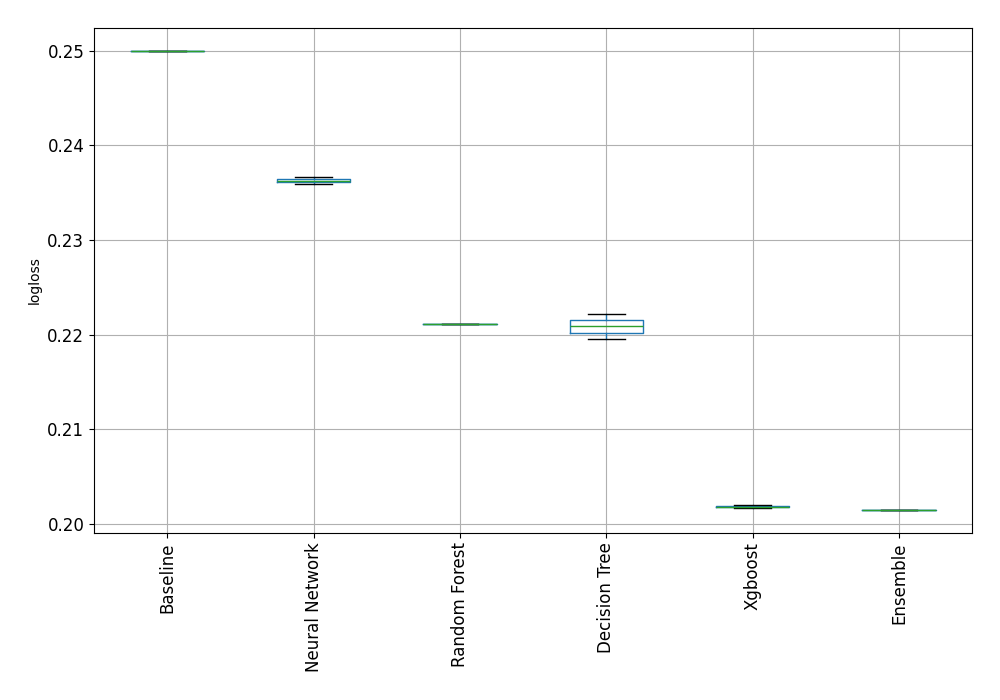 0.25
0.24
0.23
0.22
0.21
0.20
logloss
Baseline
Neural Network
Random Forest
Decision Tree
Xgboost
Ensemble